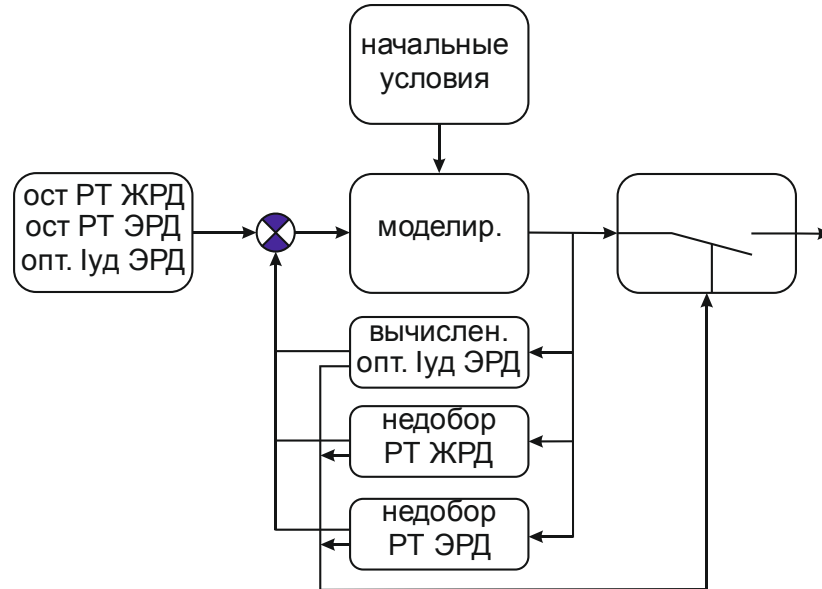 начальные
условия
ост РТ ЖРД
ост РТ ЭРД
опт. Iуд ЭРД
моделир.
вычислен.
опт. Iуд ЭРД
недобор
РТ ЖРД
недобор
РТ ЭРД